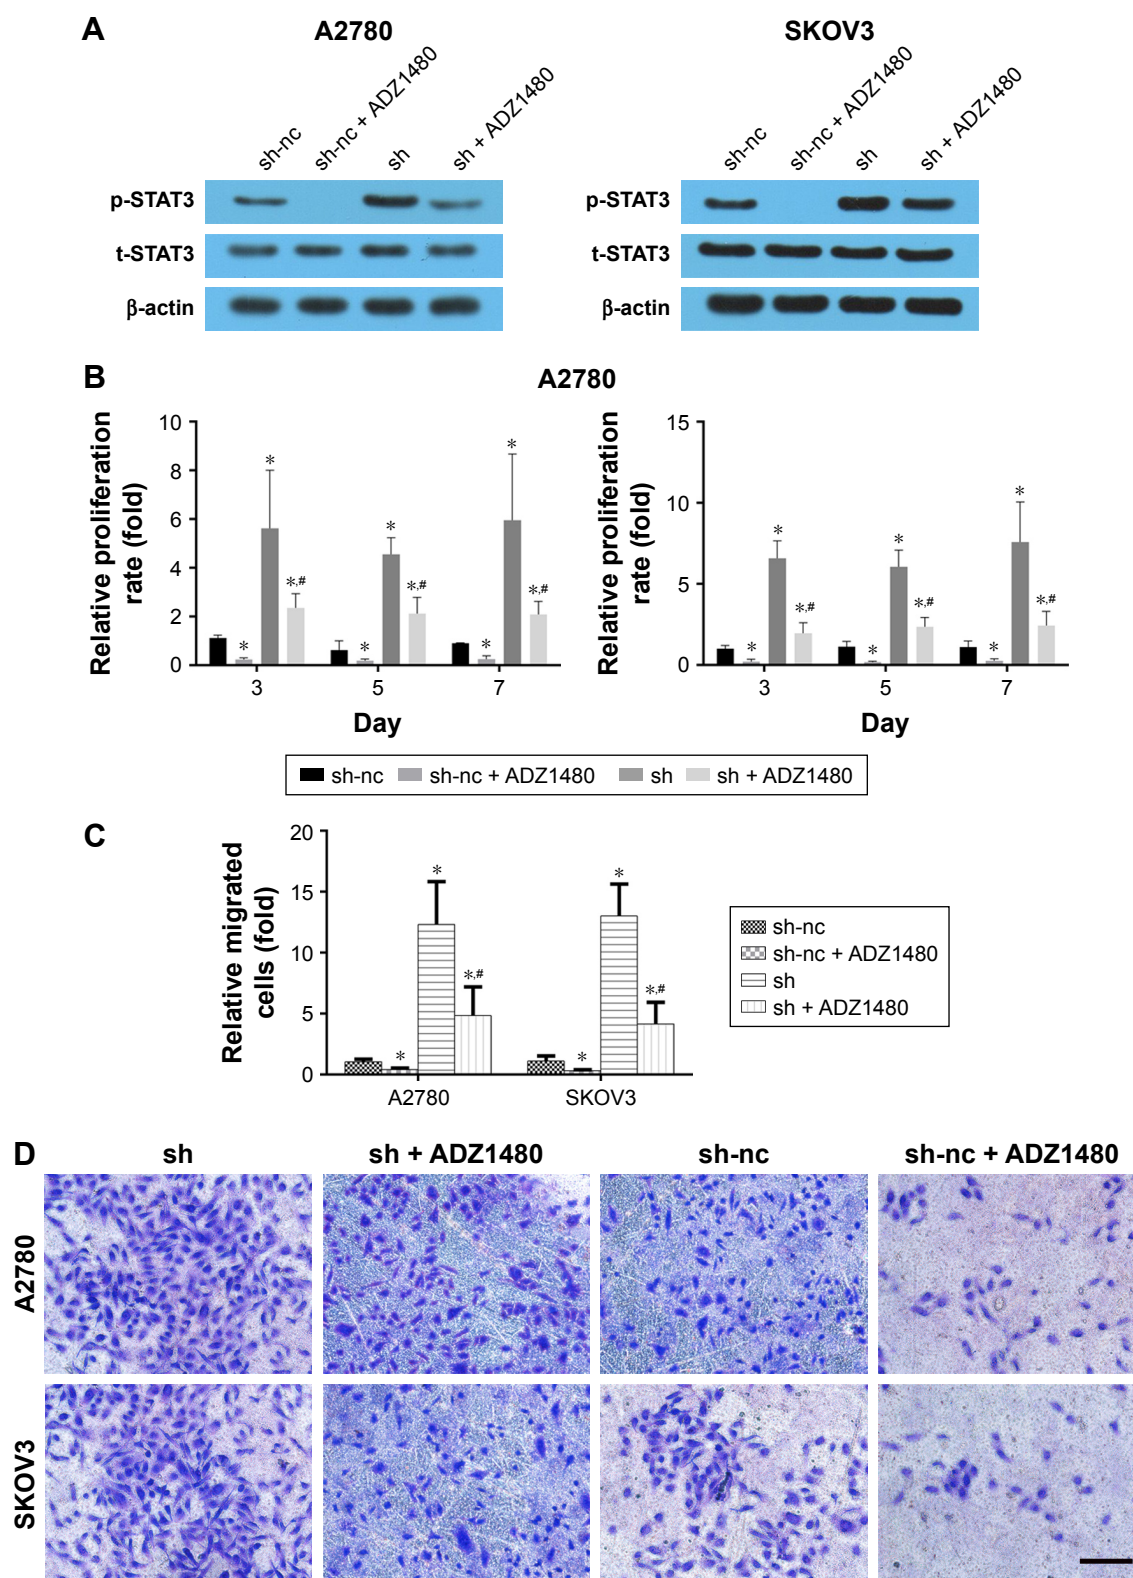 A
A2780
SKOV3
sh-nc
sh-nc + ADZ1480
sh
sh + ADZ1480
sh-nc
sh-nc + ADZ1480
sh
sh + ADZ1480
p-STAT3
t-STAT3
β-actin
p-STAT3
t-STAT3
β-actin
B
A2780
Relative proliferation
rate (fold)
10
8
6
4
2
0
*
*
*
*
*
*
*,#
*,#
*,#
3
5
7
Day
Relative proliferation
rate (fold)
15
10
5
0
*
*
*
*
*
*
*,#
*,#
*,#
3
5
7
Day
sh-nc
sh-nc + ADZ1480
sh
sh + ADZ1480
C
Relative migrated
cells (fold)
20
15
10
5
0
*
*
*,#
*
*
*,#
A2780
SKOV3
sh-nc
sh-nc + ADZ1480
sh
sh + ADZ1480
D
sh
sh + ADZ1480
sh-nc
sh-nc + ADZ1480
A2780
SKOV3